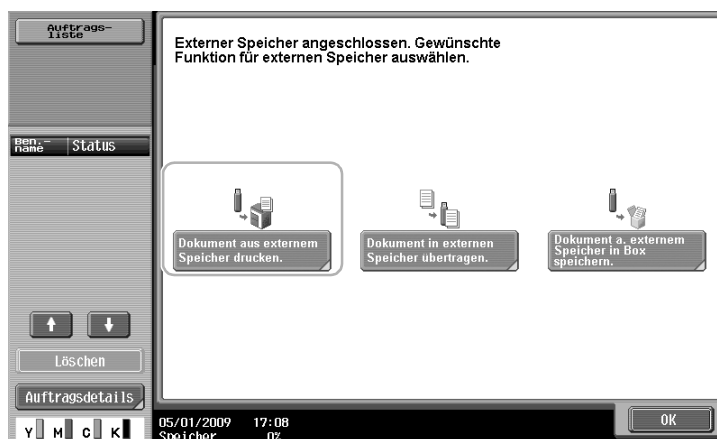 Auftrags-
liste
Externer Speicher angeschlossen. Gewünschte
Funktion für externen Speicher auswählen.
Ben.-
name Status
Dokument aus externem
Speicher drucken.
Dokument in externen
Speicher übertragen.
Dokument a. externem
Speicher in Box
speichern.
Löschen
Auftragsdetails
Y M C K
05/01/2009 17:08
Speicher 0%
OK